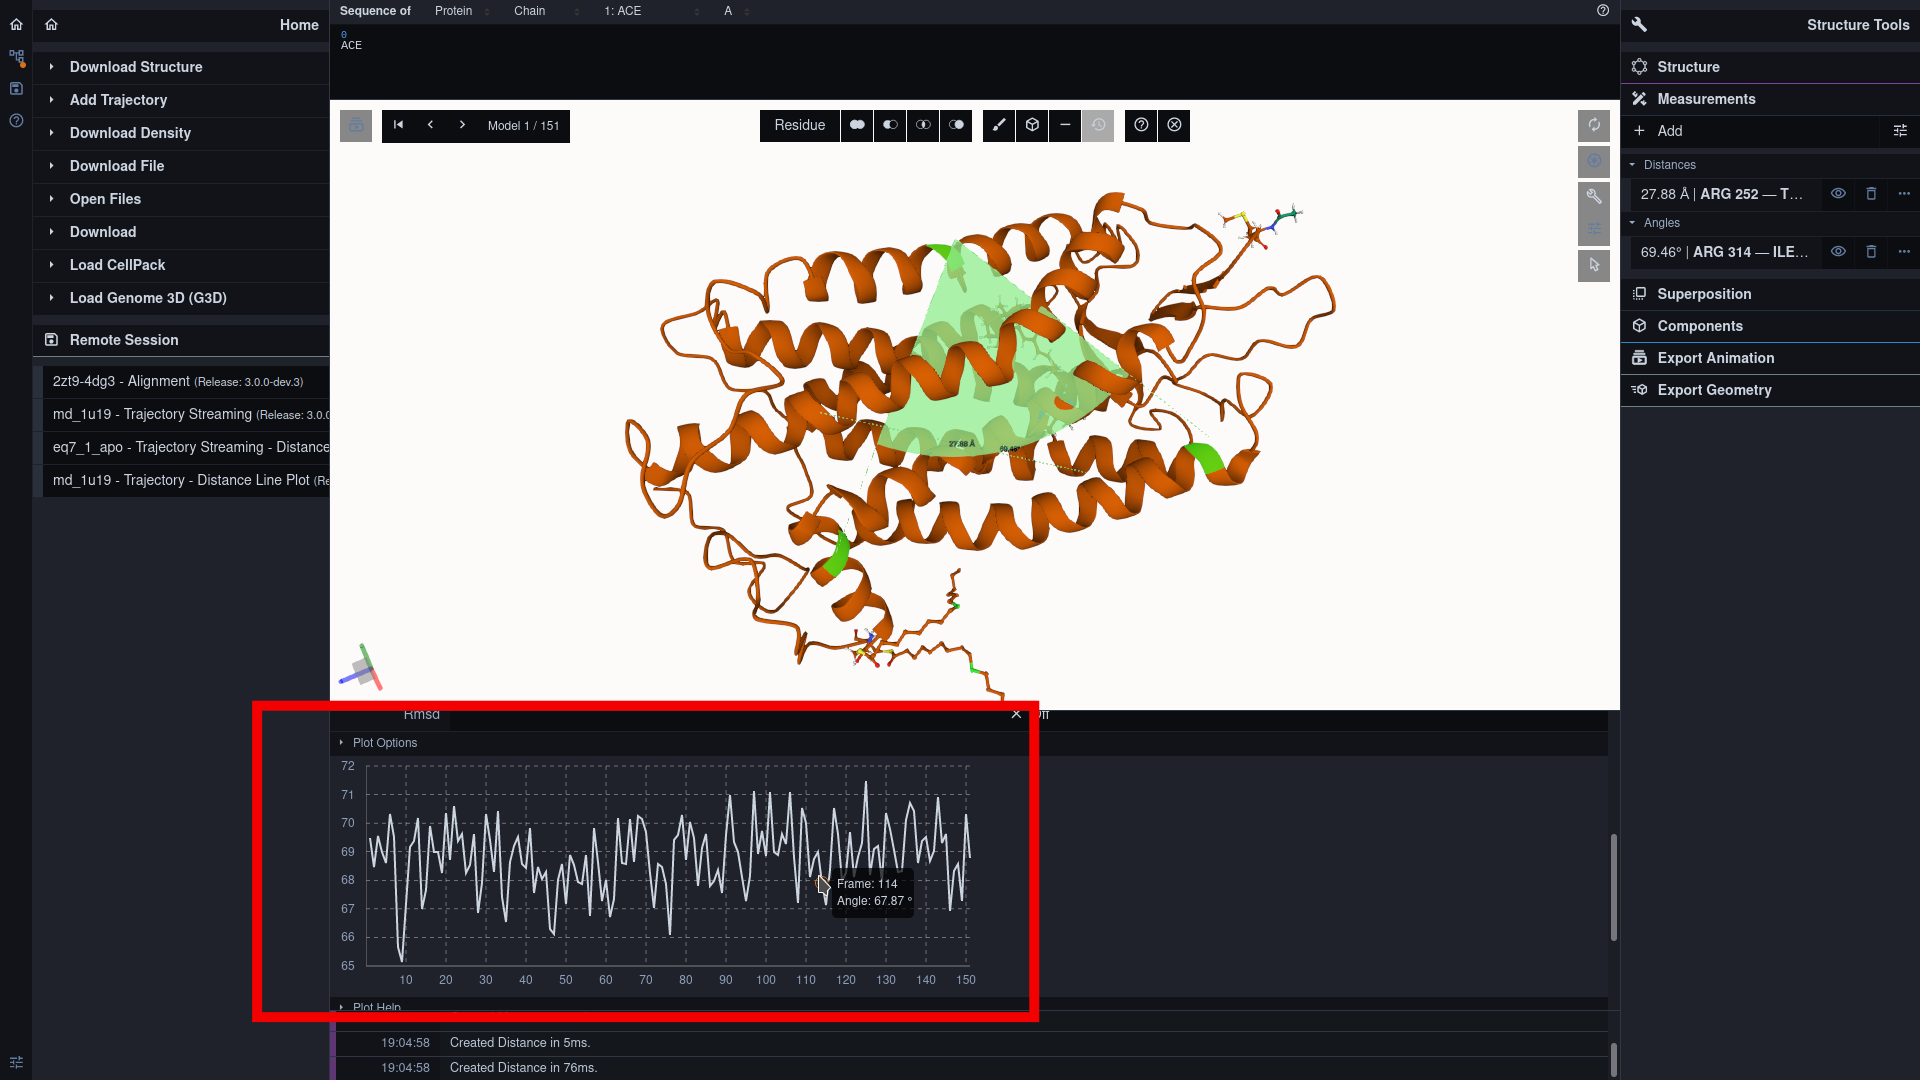 Sequence of Protein Chain 1: ACE A
0
ACE
Home
Download Structure
Add Trajectory
Download Density
Download File
Open Files
Download
Load CellPack
Load Genome 3D (G3D)
Remote Session
2zt9-4dg3 - Alignment (Release: 3.0.0-dev.3)
md_1u19 - Trajectory Streaming (Release: 3.0.0
eq7_1_apo - Trajectory Streaming - Distance
md_1u19 - Trajectory - Distance Line Plot (Re
Model 1 / 151
Residue
27.88 Å
69.46°
Structure Tools
Structure
Measurements
Add
Distances
27.88 Å | ARG 252 — T...
Angles
69.46° | ARG 314 — ILE...
Superposition
Components
Export Animation
Export Geometry
Rmsd
Plot Options
72
71
70
69
68
67
66
65
Frame: 114
Angle: 67.87 °
10 20 30 40 50 60 70 80 90 100 110 120 130 140 150
Plot Help
19:04:58 Created Distance in 5ms.
19:04:58 Created Distance in 76ms.